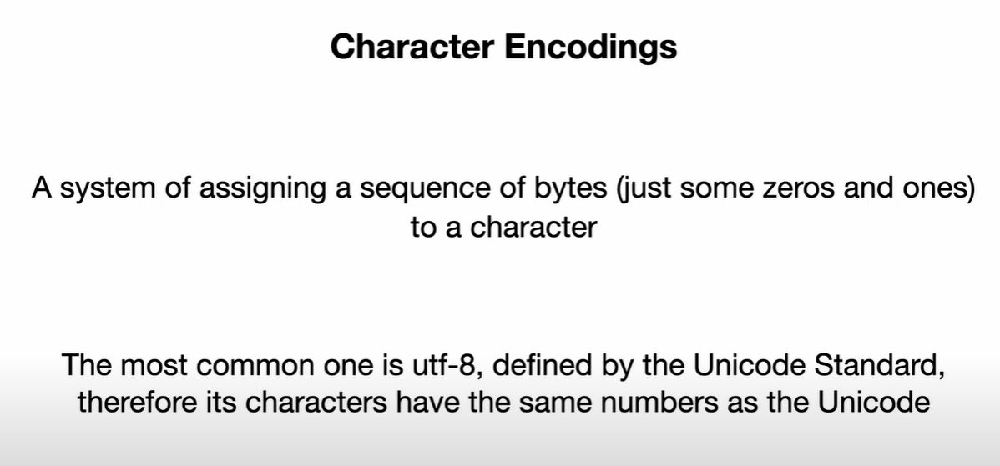 Character Encodings
A system of assigning a sequence of bytes (just some zeros and ones)
to a character
The most common one is utf-8, defined by the Unicode Standard,
therefore its characters have the same numbers as the Unicode